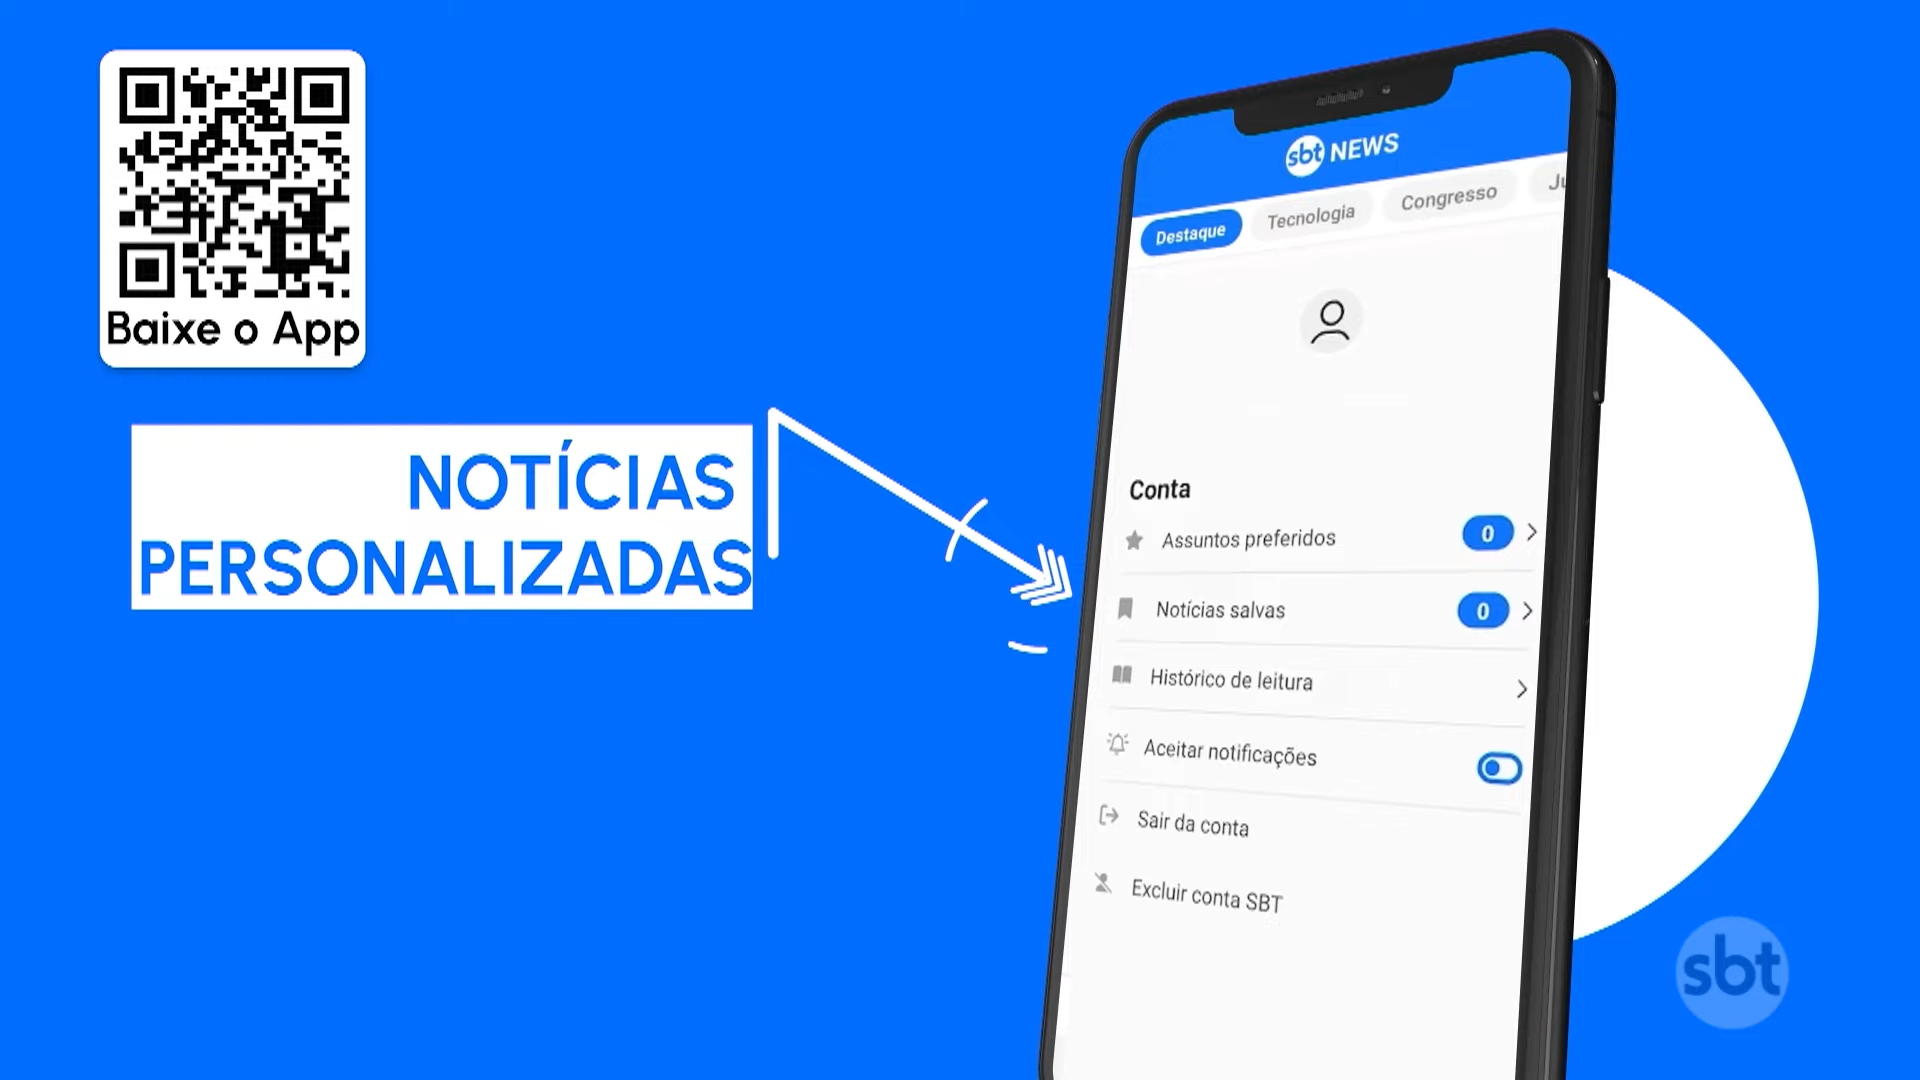 Baixe o App
NOTÍCIAS
PERSONALIZADAS
sbt NEWS
Destaque
Tecnologia
Congresso
Ju
Conta
Assuntos preferidos
0
Notícias salvas
0
Histórico de leitura
Aceitar notificações
Sair da conta
Excluir conta SBT
sbt